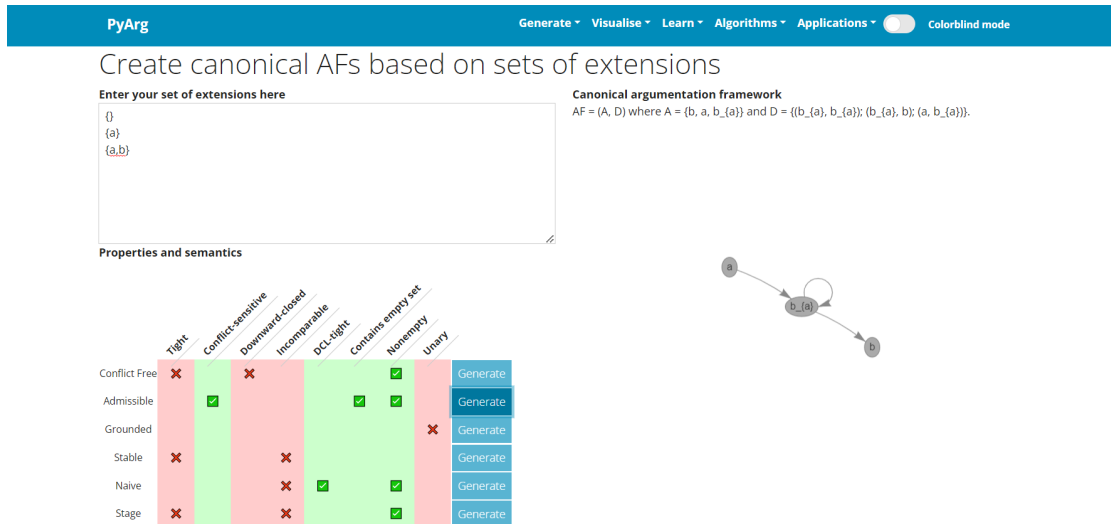 PyArg
Generate Visualise Learn Algorithms Applications Colorblind mode
Create canonical AFs based on sets of extensions
Enter your set of extensions here
{}
{a}
{a,b}
Canonical argumentation framework
AF = (A, D) where A = {b, a, b_{a}} and D = {(b_{a}, b_{a}); (b_{a}, b); (a, b_{a})}.
Properties and semantics
Tight
Conflict-sensitive
Downward-closed
Incomparable
DCL-tight
Contains empty set
Nonempty
Unary
Conflict Free Generate
Admissible Generate
Grounded Generate
Stable Generate
Naive Generate
Stage Generate
a
b_{a}
b